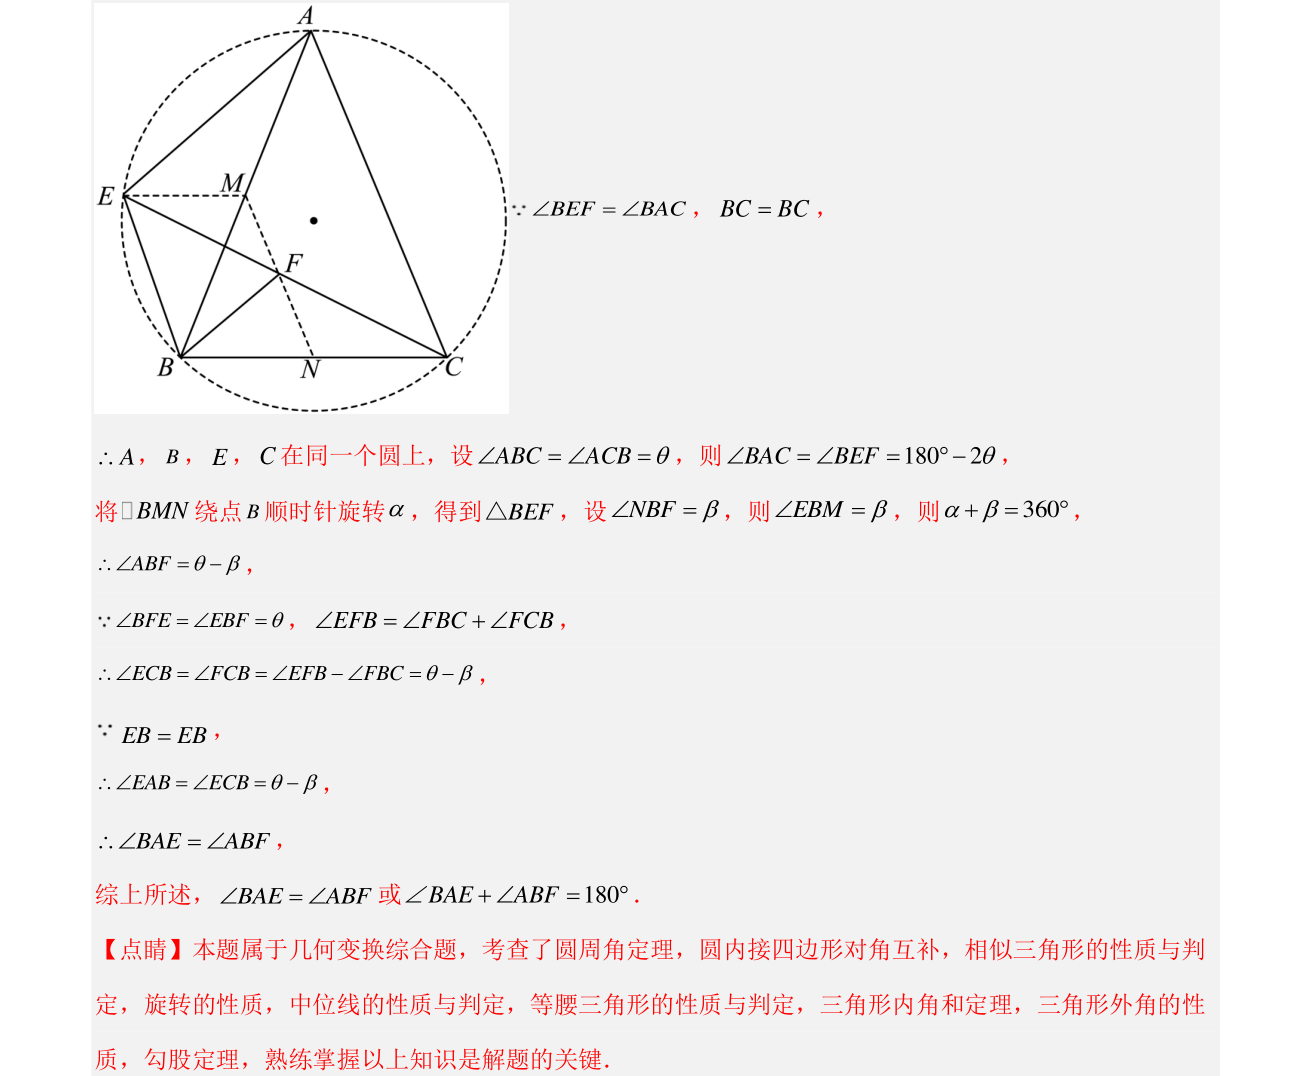 A
E
M
F
B
N
C
∵∠BEF=∠BAC，BC=BC，
∴A，B，E，C在同一个圆上，设∠ABC=∠ACB=θ，则∠BAC=∠BEF=180°−2θ，
将□BMN绕点B顺时针旋转α，得到△BEF，设∠NBF=β，则∠EBM=β，则α+β=360°，
∴∠ABF=θ−β，
∵∠BFE=∠EBF=θ，∠EFB=∠FBC+∠FCB，
∴∠ECB=∠FCB=∠EFB−∠FBC=θ−β，
∵EB=EB，
∴∠EAB=∠ECB=θ−β，
∴∠BAE=∠ABF，
综上所述，∠BAE=∠ABF或∠BAE+∠ABF=180°．
【点睛】本题属于几何变换综合题，考查了圆周角定理，圆内接四边形对角互补，相似三角形的性质与判
定，旋转的性质，中位线的性质与判定，等腰三角形的性质与判定，三角形内角和定理，三角形外角的性
质，勾股定理，熟练掌握以上知识是解题的关键．